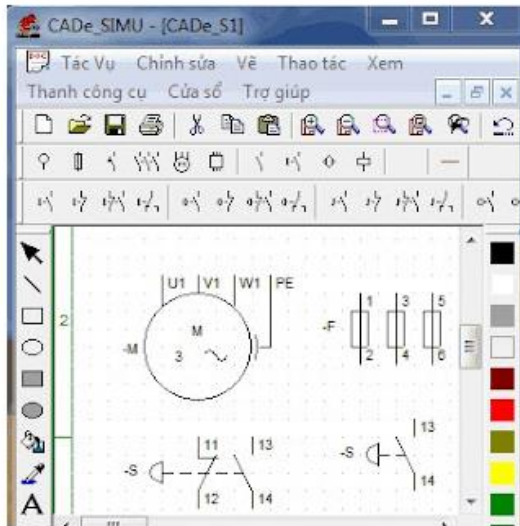 CADe_SIMU - [CADe_S1]
Tác Vụ Chỉnh sửa Vẽ Thao tác Xem
Thanh công cụ Cửa sổ Trợ giúp
2
U1 V1 W1 PE
-M
M
3
-F
1 3 5
2 4 6
-S
11 13
12 14
-S
13
14
A